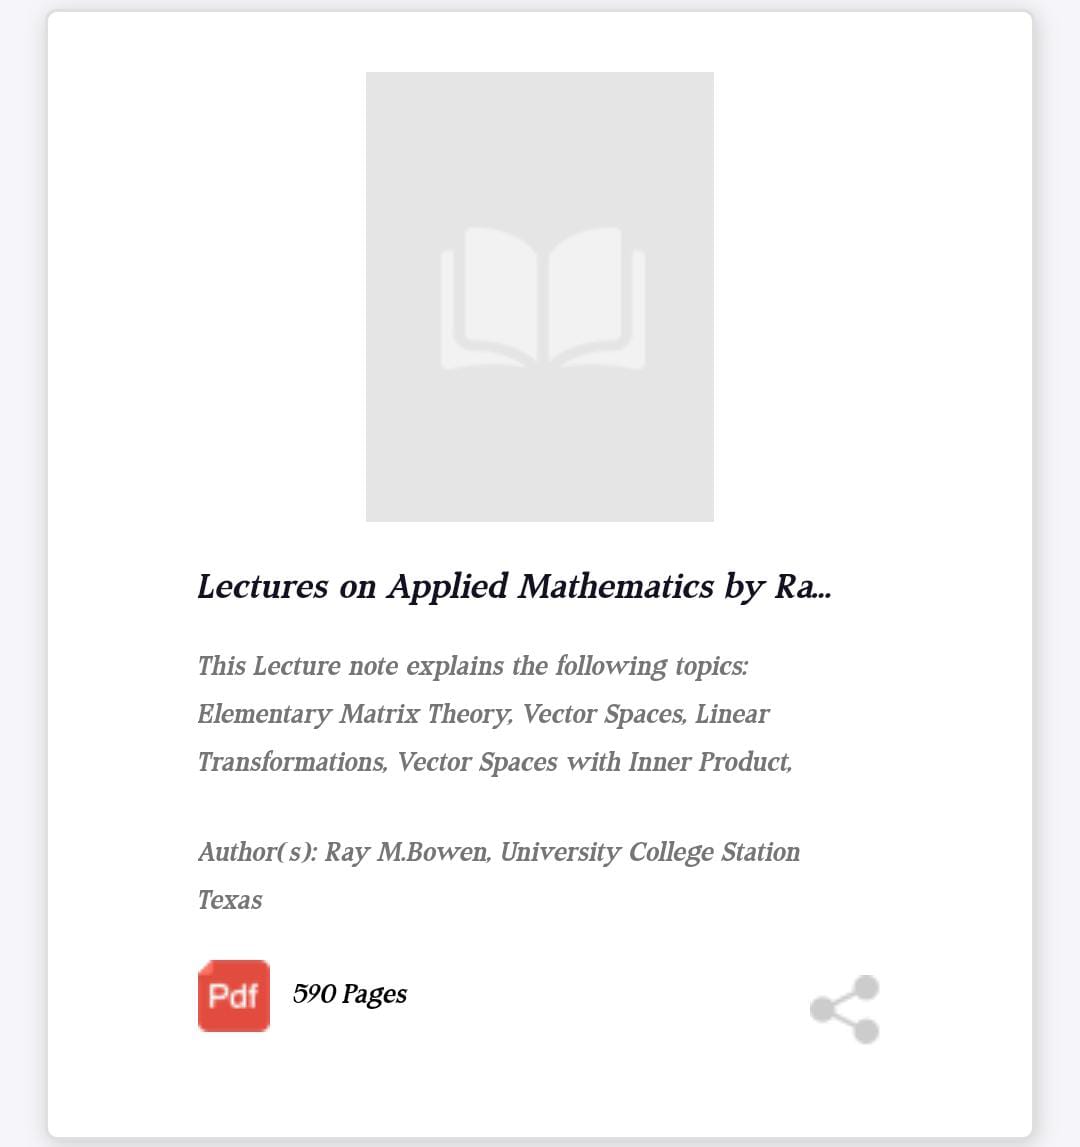 Lectures on Applied Mathematics by Ra...
This Lecture note explains the following topics:
Elementary Matrix Theory, Vector Spaces, Linear
Transformations, Vector Spaces with Inner Product,
Author(s): Ray M.Bowen, University College Station
Texas
Pdf 590 Pages